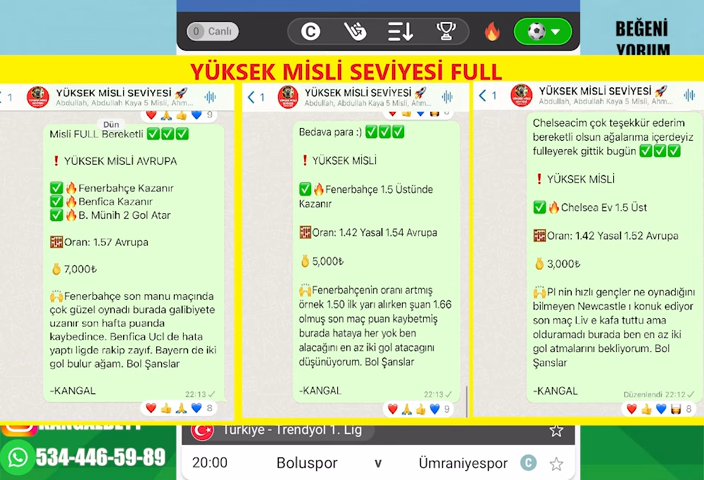 0 Canlı
C
BEĞENİ
YORUM
YÜKSEK MİSLİ SEVİYESİ FULL
1
YÜKSEK MİSLİ SEVİYESİ 🚀
Abdullah, Abdullah Kaya 5 Misli, Ahm...
9
Dün
Misli FULL Bereketli ✅✅✅
❗ YÜKSEK MİSLİ AVRUPA
✅🔥Fenerbahçe Kazanır
✅🔥Benfica Kazanır
✅🔥B. Münih 2 Gol Atar
Oran: 1.57 Avrupa
7,000₺
🙌Fenerbahçe son manu maçında
çok güzel oynadı burada galibiyete
uzanır son hafta puanda
kaybedince. Benfica Ucl de hata
yaptı ligde rakip zayıf. Bayern de iki
gol bulur ağam. Bol Şanslar
-KANGAL
22:13
8
1
YÜKSEK MİSLİ SEVİYESİ 🚀
Abdullah, Abdullah Kaya 5 Misli, Ahm...
8
Bedava para :) ✅✅✅
❗ YÜKSEK MİSLİ
✅🔥Fenerbahçe 1.5 Üstünde
Kazanır
Oran: 1.42 Yasal 1.54 Avrupa
5,000₺
🙌Fenerbahçenin oranı artmış
örnek 1.50 ilk yarı alırken şuan 1.66
olmuş son maç puan kaybetmiş
burada hataya her yok ben
alacağını en az iki gol atacagını
düşünüyorum. Bol Şanslar
-KANGAL
22:13
9
1
YÜKSEK MİSLİ SEVİYESİ 🚀
Abdullah, Abdullah Kaya 5 Misli, Ahm...
Chelseacim çok teşekkür ederim
bereketli olsun ağalarıma içerdeyiz
fulleyerek gittik bugün ✅✅✅
❗ YÜKSEK MİSLİ
✅🔥Chelsea Ev 1.5 Üst
Oran: 1.42 Yasal 1.52 Avrupa
3,000₺
🙌Pl nin hızlı gençler ne oynadığını
bilmeyen Newcastle ı konuk ediyor
son maç Liv e kafa tuttu ama
olduramadı burada ben en az iki
gol atmalarını bekliyorum. Bol
Şanslar
-KANGAL
Düzenlendi 22:12
8
534-446-59-89
Türkiye - Trendyol 1. Lig
20:00 Boluspor v Ümraniyespor C